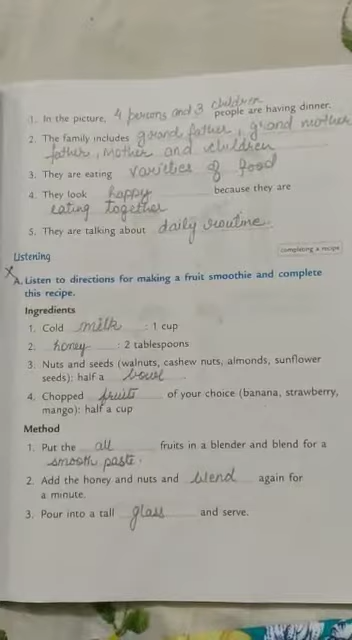 1. In the picture, 4 persons and 3 children people are having dinner.
2. The family includes grand father, grand mother
father, mother and children
3. They are eating varieties of food
4. They look happy because they are
eating together
5. They are talking about daily routine.
completing a recipe
Listening
A. Listen to directions for making a fruit smoothie and complete
this recipe.
Ingredients
1. Cold milk : 1 cup
2. honey : 2 tablespoons
3. Nuts and seeds (walnuts, cashew nuts, almonds, sunflower
seeds): half a bowl
4. Chopped fruits of your choice (banana, strawberry,
mango): half a cup
Method
1. Put the all fruits in a blender and blend for a
smooth paste.
2. Add the honey and nuts and blend again for
a minute.
3. Pour into a tall glass and serve.